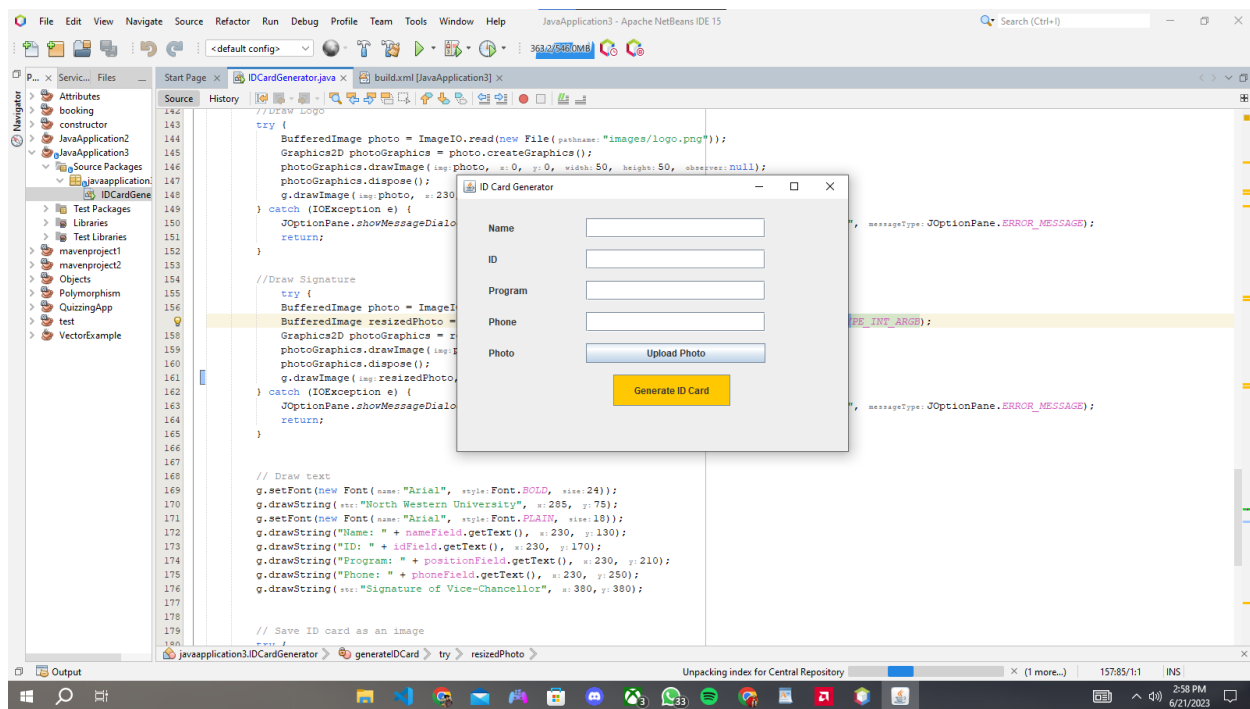 File Edit View Navigate Source Refactor Run Debug Profile Team Tools Window Help JavaApplication3 - Apache NetBeans IDE 15 Search (Ctrl+I)
<default config> 363.2/546.0MB
P... Servic... Files Start Page IDCardGenerator.java build.xml [JavaApplication3]
Navigator
Source History
Attributes
booking
constructor
JavaApplication2
JavaApplication3
Source Packages
javaapplication3
IDCardGene
Test Packages
Libraries
Test Libraries
mavenproject1
mavenproject2
Objects
Polymorphism
QuizzingApp
test
VectorExample
142 //Draw Logo
143 try {
144 BufferedImage photo = ImageIO.read(new File( pathname: "images/logo.png"));
145 Graphics2D photoGraphics = photo.createGraphics();
146 photoGraphics.drawImage( img: photo, x: 0, y: 0, width: 50, height: 50, observer: null);
147 photoGraphics.dispose();
148 g.drawImage( img: photo, x: 230
149 } catch (IOException e) {
150 JOptionPane.showMessageDialo ", messageType: JOptionPane.ERROR_MESSAGE);
151 return;
152 }
153
154 //Draw Signature
155 try {
156 BufferedImage photo = ImageI
BufferedImage resizedPhoto = PE_INT_ARGB);
158 Graphics2D photoGraphics = r
159 photoGraphics.drawImage( img: p
160 photoGraphics.dispose();
161 g.drawImage( img: resizedPhoto,
162 } catch (IOException e) {
163 JOptionPane.showMessageDialo ", messageType: JOptionPane.ERROR_MESSAGE);
164 return;
165 }
166
167
168 // Draw text
169 g.setFont(new Font( name: "Arial", style: Font.BOLD, size: 24));
170 g.drawString( str: "North Western University", x: 285, y: 75);
171 g.setFont(new Font( name: "Arial", style: Font.PLAIN, size: 18));
172 g.drawString("Name: " + nameField.getText(), x: 230, y: 130);
173 g.drawString("ID: " + idField.getText(), x: 230, y: 170);
174 g.drawString("Program: " + positionField.getText(), x: 230, y: 210);
175 g.drawString("Phone: " + phoneField.getText(), x: 230, y: 250);
176 g.drawString( str: "Signature of Vice-Chancellor", x: 380, y: 380);
177
178
179 // Save ID card as an image
180 try {
ID Card Generator
Name
ID
Program
Phone
Photo Upload Photo
Generate ID Card
javaapplication3.IDCardGenerator generateIDCard try resizedPhoto
Output Unpacking index for Central Repository (1 more...) 157:85/1:1 INS
3 33 2:58 PM
6/21/2023